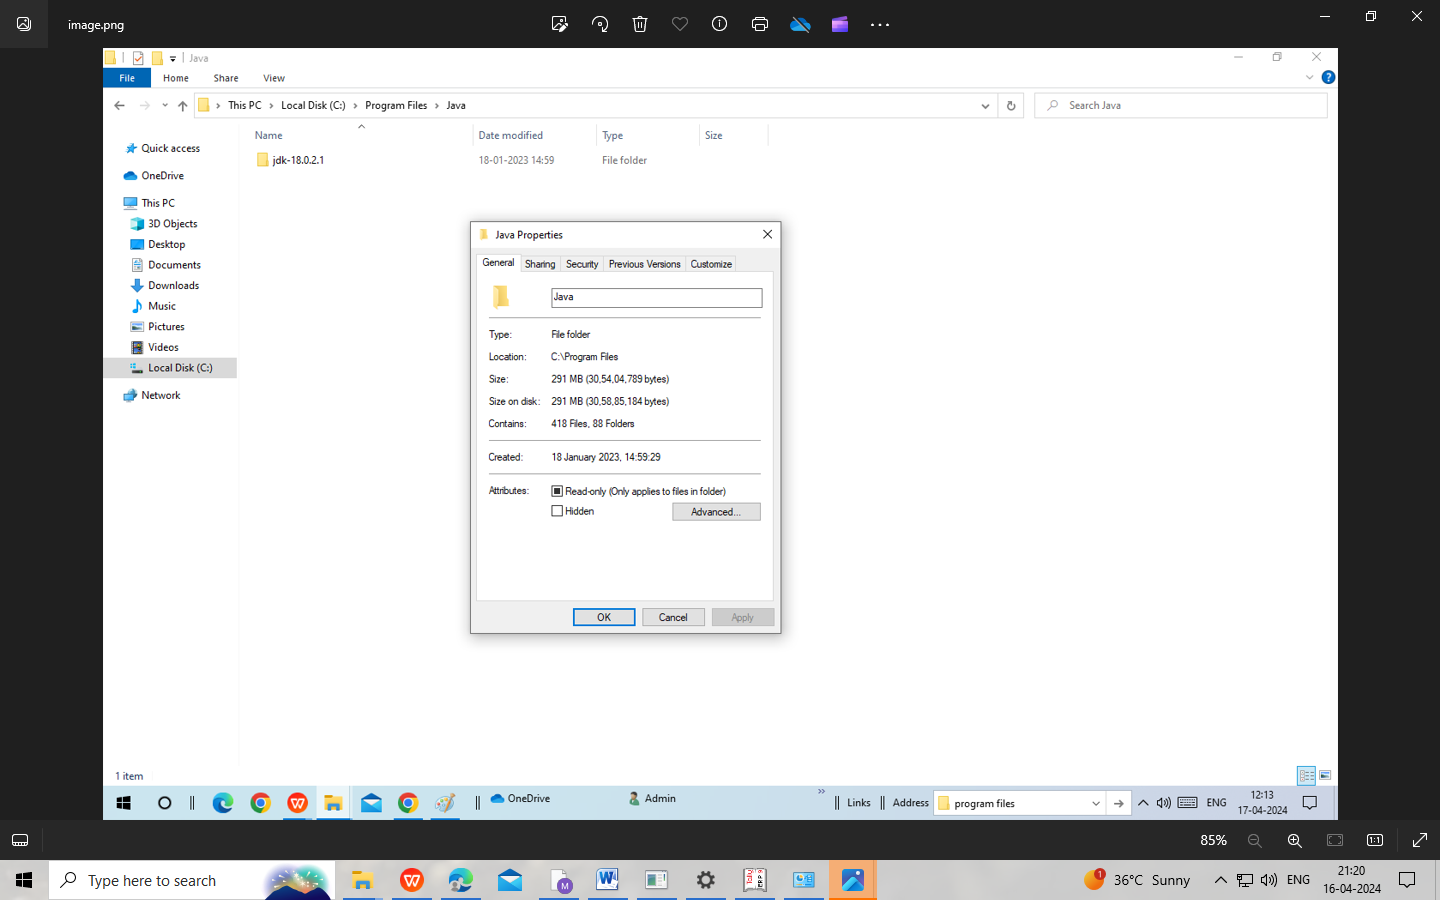 image.png
Java
File Home Share View
This PC Local Disk (C:) Program Files Java
Search Java
Name Date modified Type Size
jdk-18.0.2.1 18-01-2023 14:59 File folder
Quick access
OneDrive
This PC
3D Objects
Desktop
Documents
Downloads
Music
Pictures
Videos
Local Disk (C:)
Network
Java Properties
General Sharing Security Previous Versions Customize
Java
Type: File folder
Location: C:\Program Files
Size: 291 MB (30,54,04,789 bytes)
Size on disk: 291 MB (30,58,85,184 bytes)
Contains: 418 Files, 88 Folders
Created: 18 January 2023, 14:59:29
Attributes: Read-only (Only applies to files in folder)
Hidden Advanced...
OK Cancel Apply
1 item
OneDrive Admin Links Address program files ENG 12:13
17-04-2024
85% 1:1
Type here to search 1 36°C Sunny ENG 21:20
16-04-2024